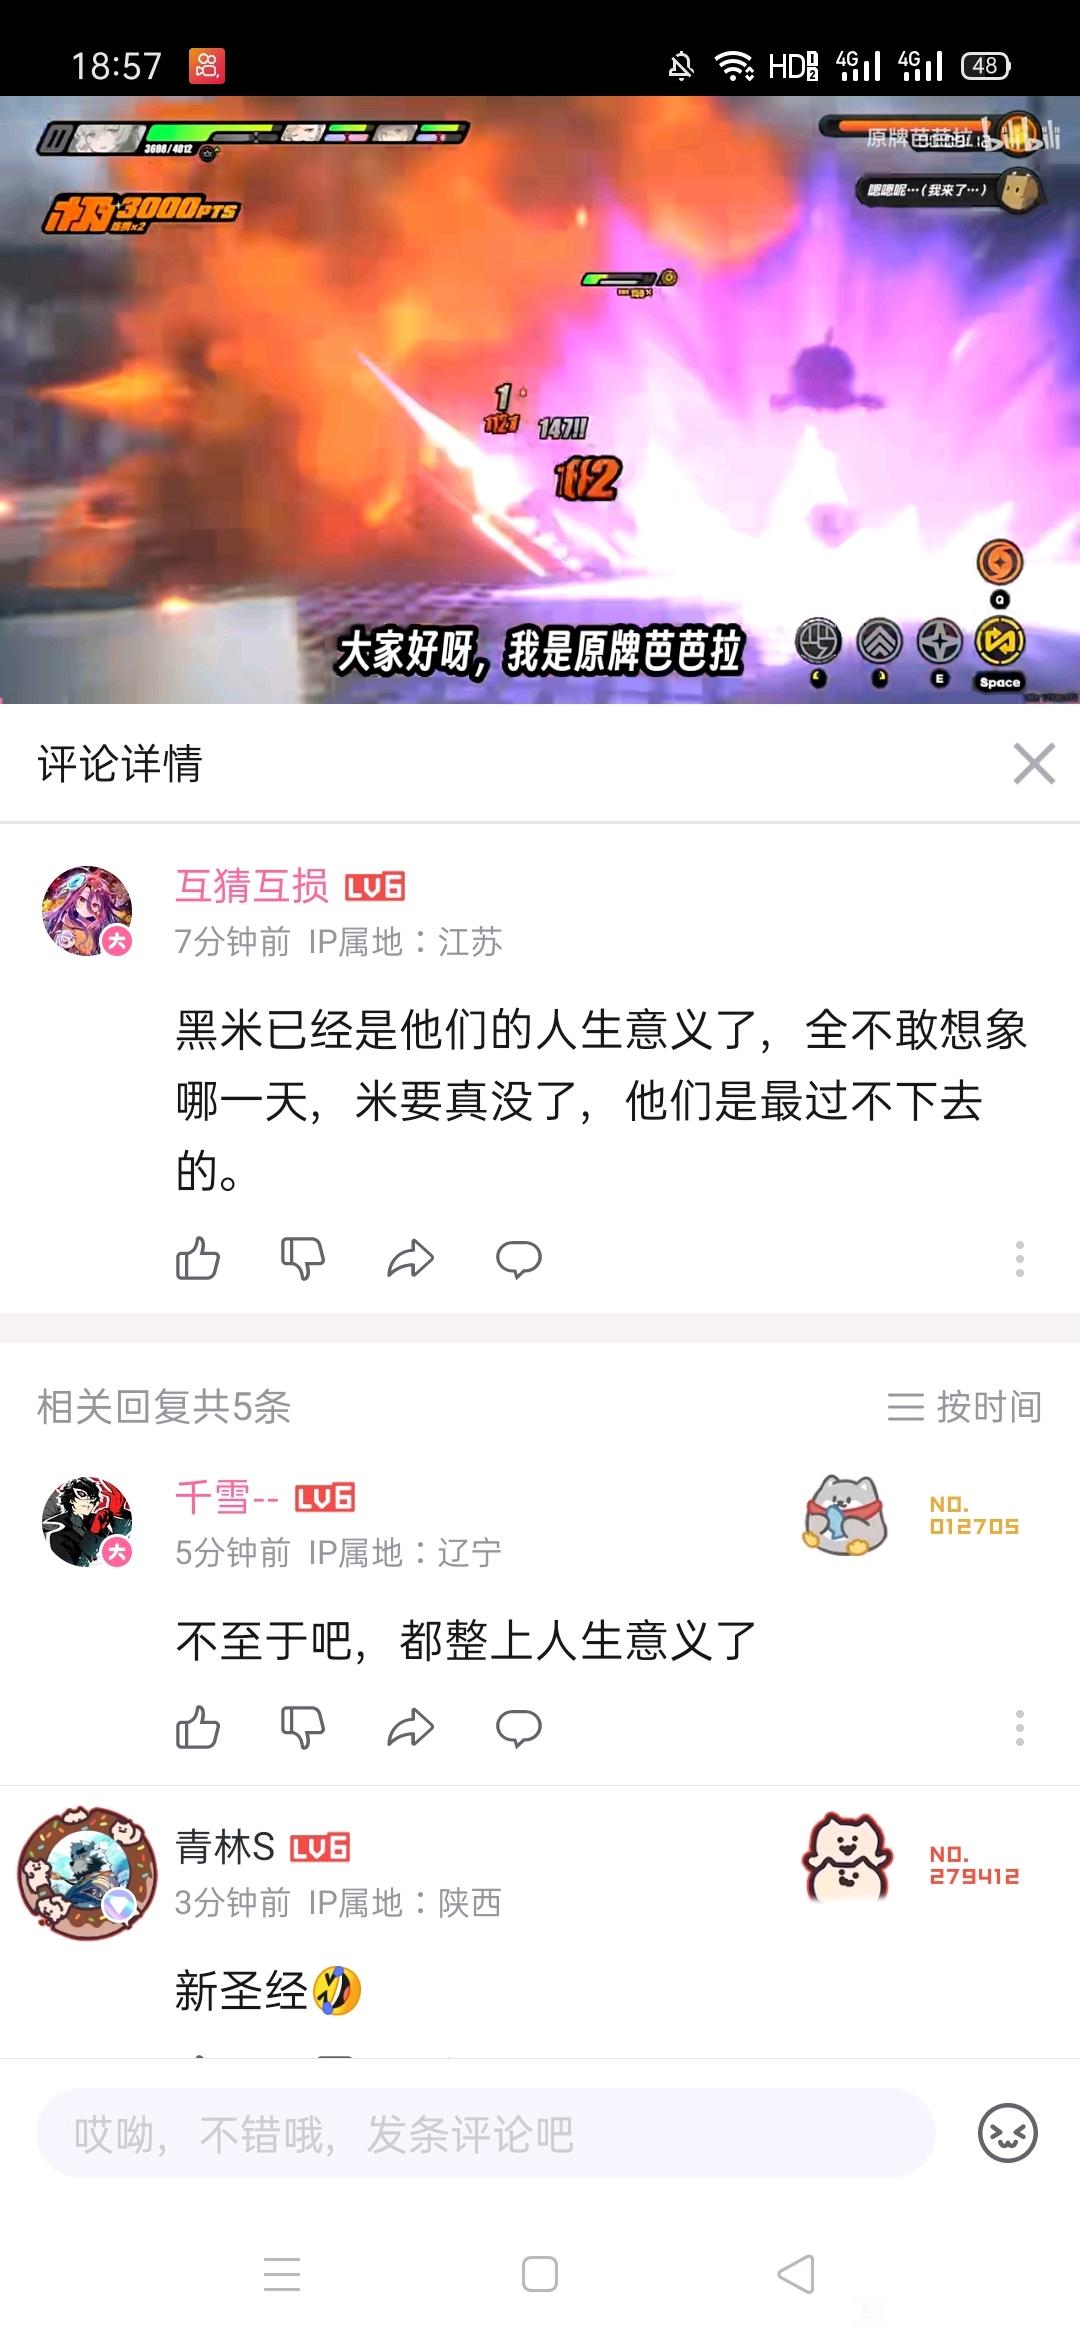 18:57
HD
4G
4G
48
3698/4012
原牌芭芭拉
bilibili
极 3000PTS
x2
嗯嗯呢…(我来了…)
1
147!!
112
Q
E
Space
大家好呀，我是原牌芭芭拉
评论详情
互猜互损 LV6
7分钟前 IP属地：江苏
黑米已经是他们的人生意义了，全不敢想象
哪一天，米要真没了，他们是最过不下去
的。
相关回复共5条
按时间
千雪-- LV6
NO.
012705
5分钟前 IP属地：辽宁
不至于吧，都整上人生意义了
青林S LV6
NO.
279412
3分钟前 IP属地：陕西
新圣经🤣
哎呦，不错哦，发条评论吧